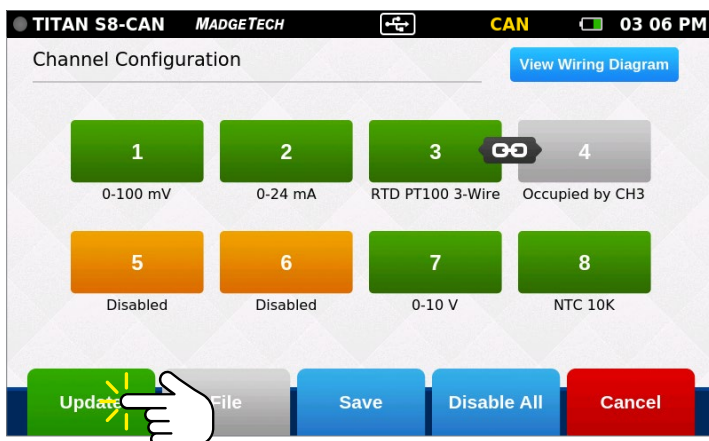 TITAN S8-CAN MADGETECH CAN 03 06 PM
Channel Configuration View Wiring Diagram
1 2 3 4
0-100 mV 0-24 mA RTD PT100 3-Wire Occupied by CH3
5 6 7 8
Disabled Disabled 0-10 V NTC 10K
Update File Save Disable All Cancel